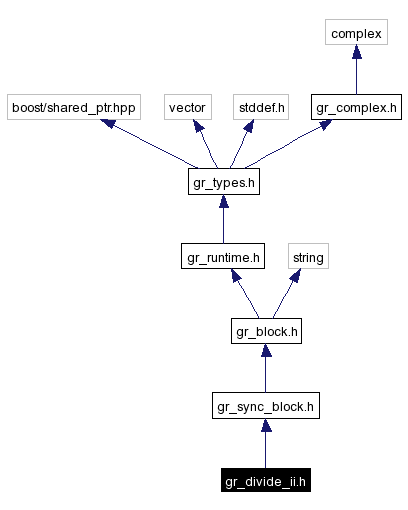 complex
boost/shared_ptr.hpp
vector
stddef.h
gr_complex.h
gr_types.h
gr_runtime.h
string
gr_block.h
gr_sync_block.h
gr_divide_ii.h